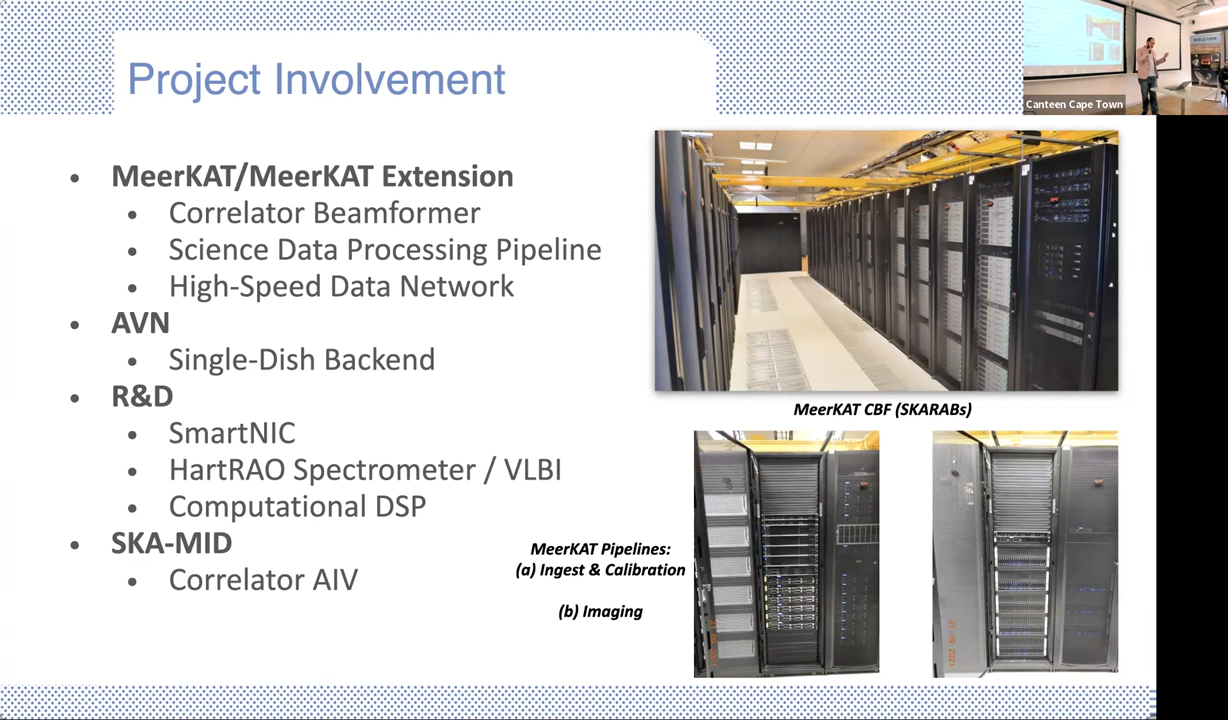 Project Involvement
Canteen Cape Town
• MeerKAT/MeerKAT Extension
• Correlator Beamformer
• Science Data Processing Pipeline
• High-Speed Data Network
• AVN
• Single-Dish Backend
• R&D
• SmartNIC
• HartRAO Spectrometer / VLBI
• Computational DSP
• SKA-MID
• Correlator AIV
MeerKAT CBF (SKARABs)
MeerKAT Pipelines:
(a) Ingest & Calibration
(b) Imaging